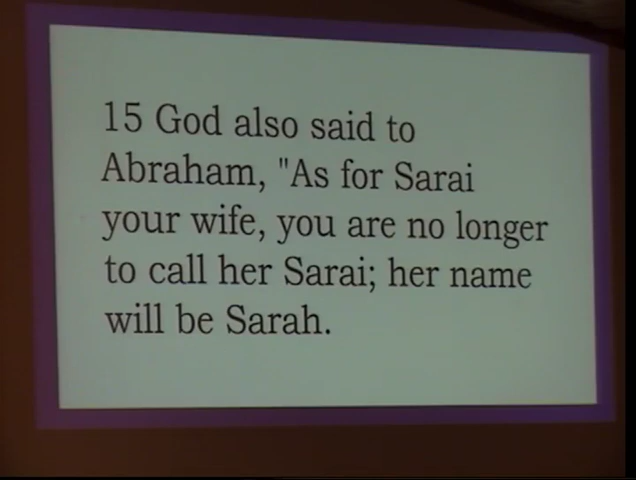 15 God also said to
Abraham, "As for Sarai
your wife, you are no longer
to call her Sarai; her name
will be Sarah.